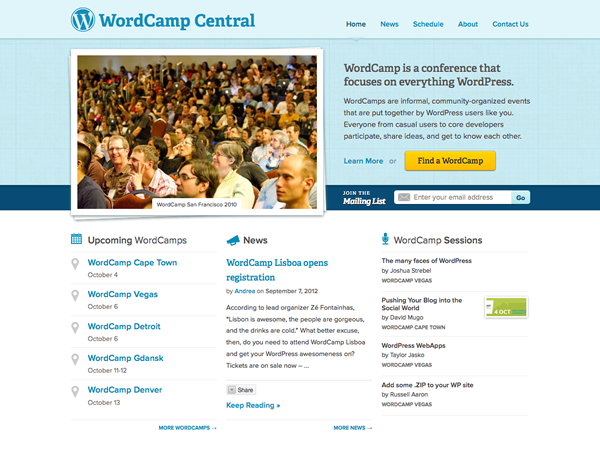 WordCamp Central
Home News Schedule About Contact Us
WordCamp is a conference that
focuses on everything WordPress.
WordCamps are informal, community-organized events
that are put together by WordPress users like you.
Everyone from casual users to core developers
participate, share ideas, and get to know each other.
Learn More or Find a WordCamp
WordCamp San Francisco 2010
JOIN THE
Mailing List
Enter your email address Go
Upcoming WordCamps
WordCamp Cape Town
October 4
WordCamp Vegas
October 6
WordCamp Detroit
October 6
WordCamp Gdansk
October 11-12
WordCamp Denver
October 13
MORE WORDCAMPS →
News
WordCamp Lisboa opens
registration
by Andrea on September 7, 2012
According to lead organizer Zé Fontainhas,
"Lisbon is awesome, the people are gorgeous,
and the drinks are cold." What better excuse,
then, do you need to attend WordCamp Lisboa
and get your WordPress awesomeness on?
Tickets are on sale now – ...
Share
Keep Reading »
MORE NEWS →
WordCamp Sessions
The many faces of WordPress
by Joshua Strebel
WORDCAMP VEGAS
Pushing Your Blog into the
Social World
by David Mugo
WORDCAMP CAPE TOWN
4 OCT
WordPress WebApps
by Taylor Jasko
WORDCAMP VEGAS
Add some .ZIP to your WP site
by Russell Aaron
WORDCAMP VEGAS